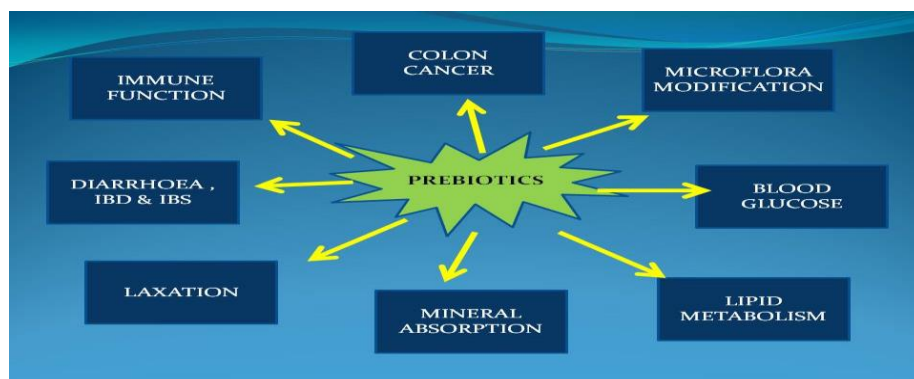 COLON
CANCER
IMMUNE
FUNCTION
MICROFLORA
MODIFICATION
PREBIOTICS
DIARRHOEA ,
IBD & IBS
BLOOD
GLUCOSE
LAXATION
MINERAL
ABSORPTION
LIPID
METABOLISM